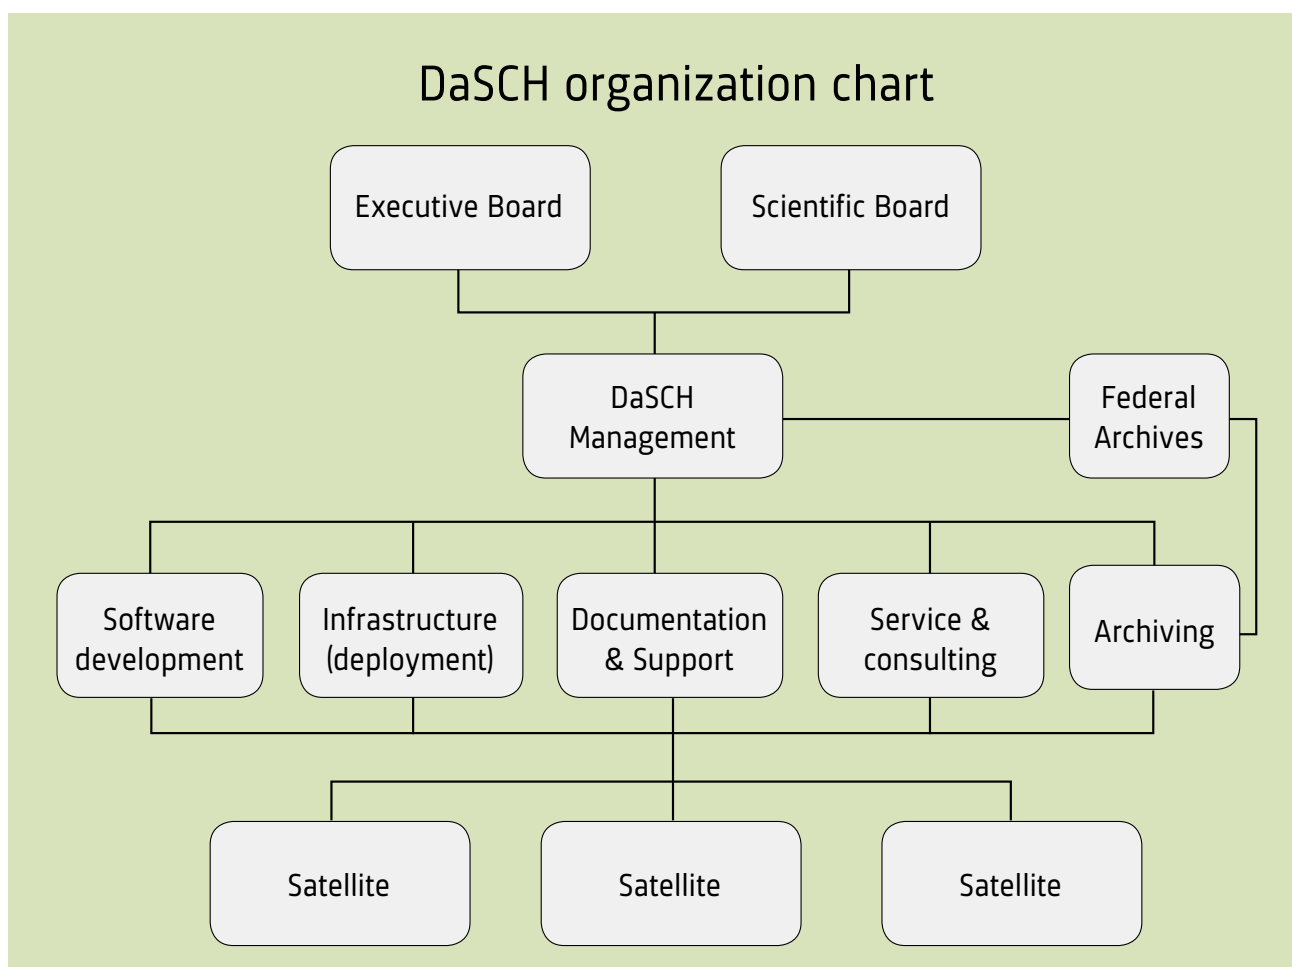 DaSCH organization chart
Executive Board
Scientific Board
DaSCH
Management
Federal
Archives
Software
development
Infrastructure
(deployment)
Documentation
& Support
Service &
consulting
Archiving
Satellite
Satellite
Satellite